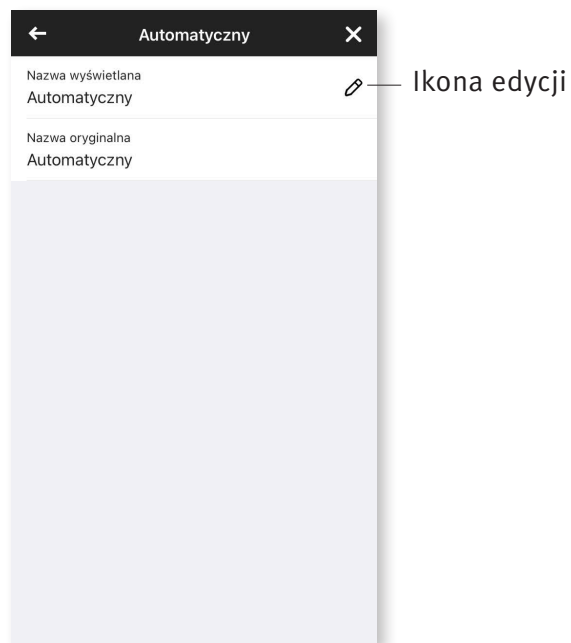 Automatyczny
Nazwa wyświetlana
Automatyczny
Ikona edycji
Nazwa oryginalna
Automatyczny